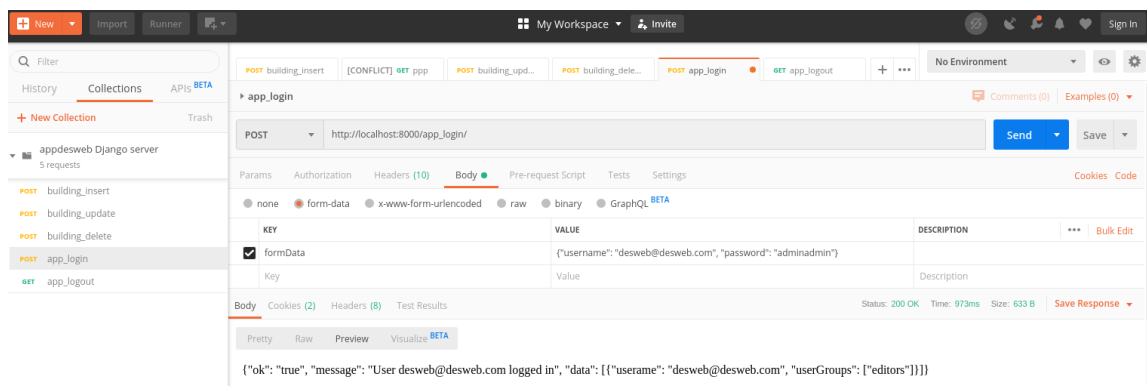 New Import Runner My Workspace Invite Sign In
Filter
History Collections APIs BETA
+ New Collection Trash
appdesweb Django server
5 requests
POST building_insert
POST building_update
POST building_delete
POST app_login
GET app_logout
POST building_insert [CONFLICT] GET ppp POST building_upd... POST building_dele... POST app_login GET app_logout + ••• No Environment
app_login Comments (0) Examples (0)
POST http://localhost:8000/app_login/ Send Save
Params Authorization Headers (10) Body Pre-request Script Tests Settings Cookies Code
none form-data x-www-form-urlencoded raw binary GraphQL BETA
KEY VALUE DESCRIPTION ••• Bulk Edit
formData {"username": "desweb@desweb.com", "password": "adminadmin"}
Key Value Description
Body Cookies (2) Headers (8) Test Results Status: 200 OK Time: 973ms Size: 633 B Save Response
Pretty Raw Preview Visualize BETA
{"ok": "true", "message": "User desweb@desweb.com logged in", "data": [{"userame": "desweb@desweb.com", "userGroups": ["editors"]}]}